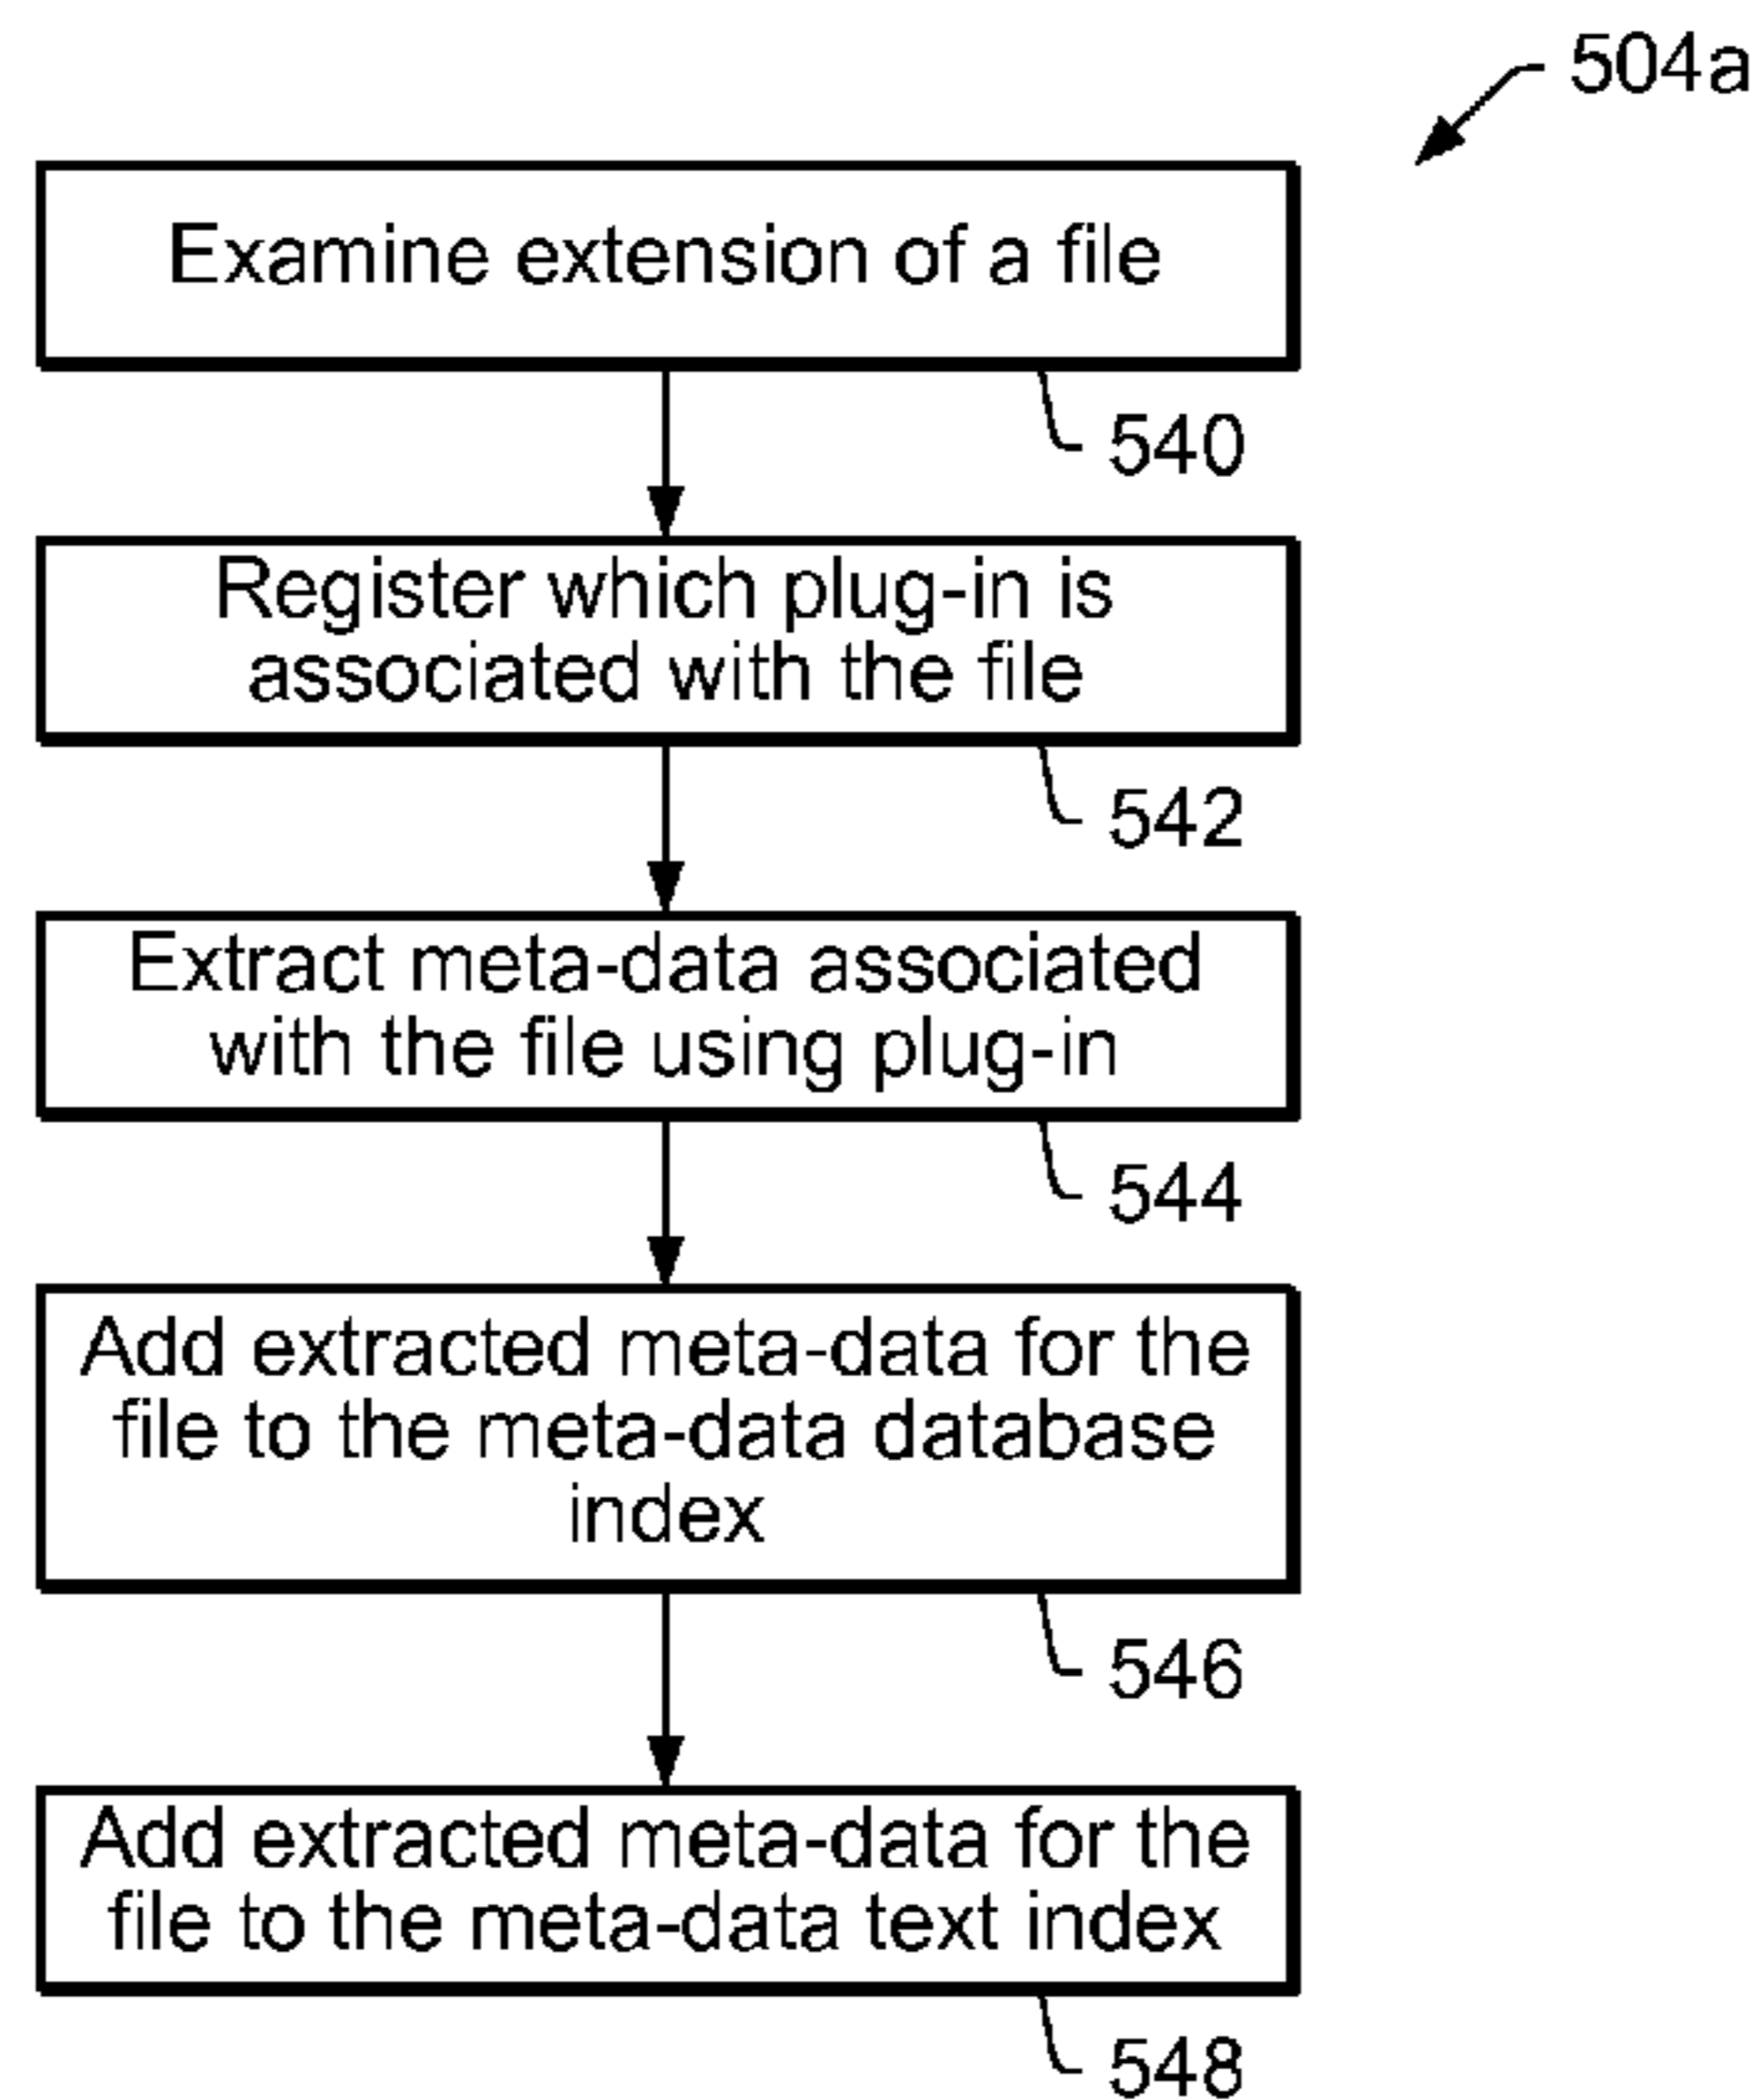 504a
Examine extension of a file
540
Register which plug-in is
associated with the file
542
Extract meta-data associated
with the file using plug-in
544
Add extracted meta-data for the
file to the meta-data database
index
546
Add extracted meta-data for the
file to the meta-data text index
548